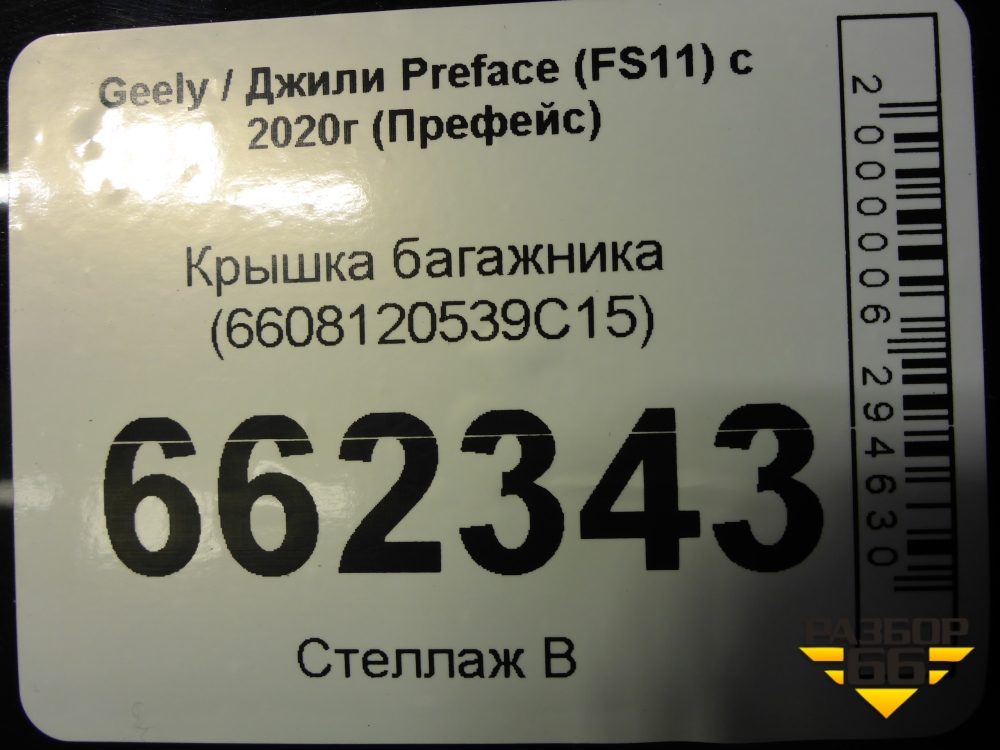 Geely / Джили Preface (FS11) с
2020г (Префейс)
Крышка багажника
(6608120539C15)
662343
Стеллаж В
2000006294630
РАЗБОР
66